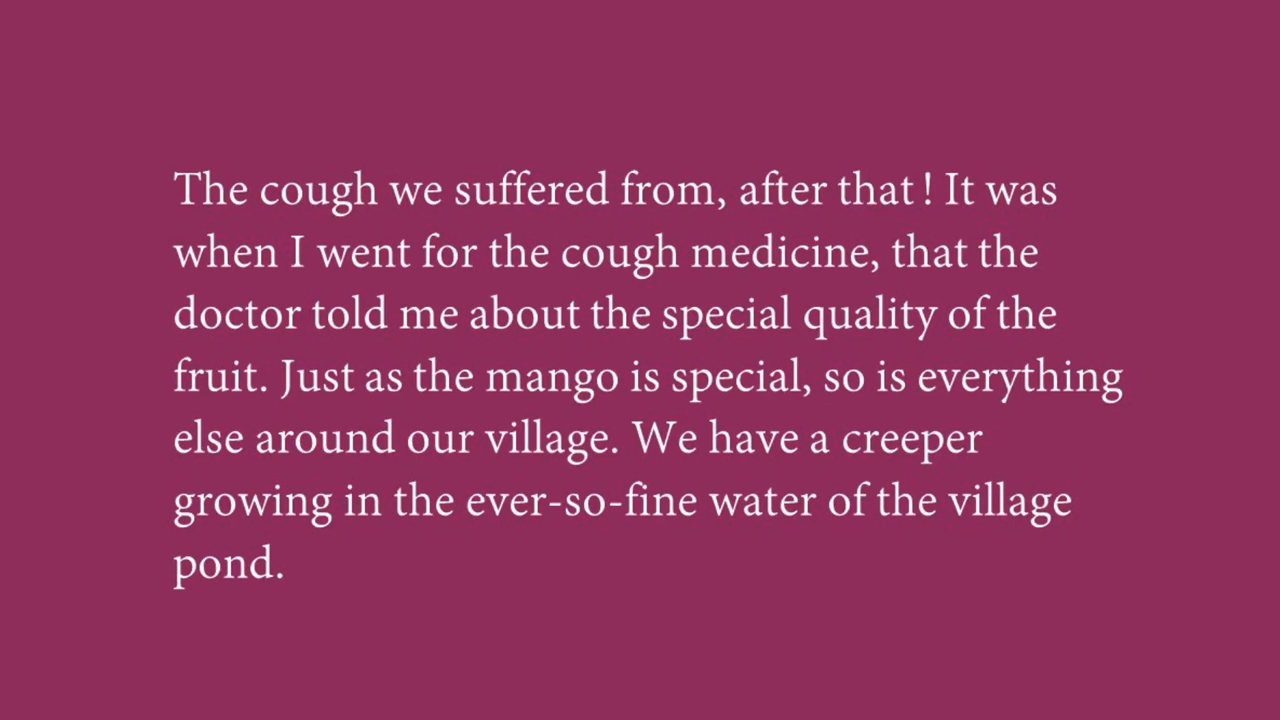 The cough we suffered from, after that! It was
when I went for the cough medicine, that the
doctor told me about the special quality of the
fruit. Just as the mango is special, so is everything
else around our village. We have a creeper
growing in the ever-so-fine water of the village
pond.